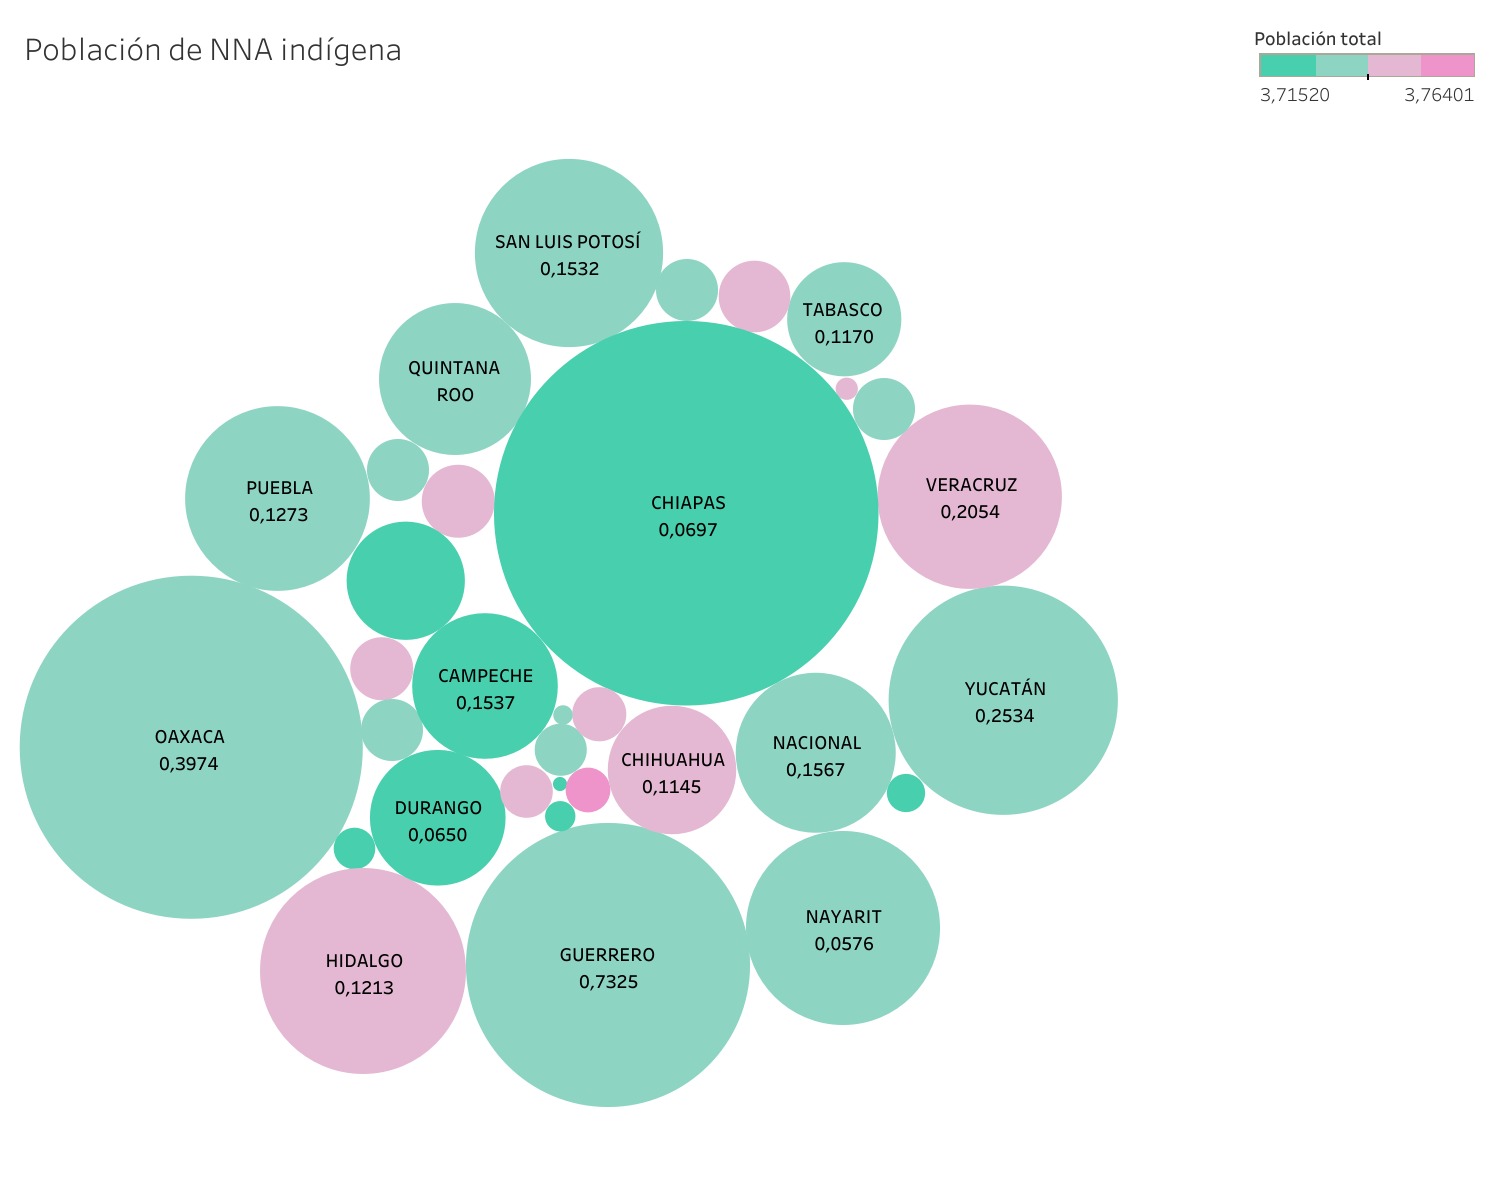 Población de NNA indígena
Población total
3,71520
3,76401
SAN LUIS POTOSÍ
0,1532
TABASCO
0,1170
QUINTANA
ROO
PUEBLA
0,1273
CHIAPAS
0,0697
VERACRUZ
0,2054
CAMPECHE
0,1537
YUCATÁN
0,2534
OAXACA
0,3974
NACIONAL
0,1567
CHIHUAHUA
0,1145
DURANGO
0,0650
NAYARIT
0,0576
HIDALGO
0,1213
GUERRERO
0,7325